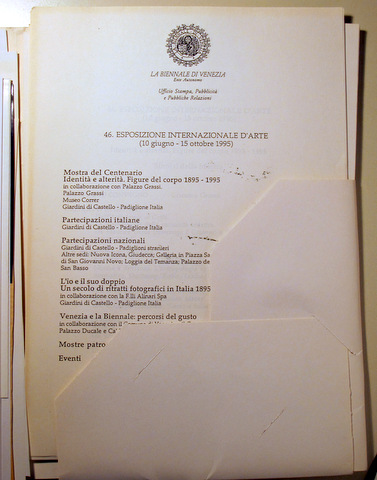 LA BIENNALE DI VENEZIA
Ente Autonomo
Ufficio Stampa, Pubblicità
e Pubbliche Relazioni
46. ESPOSIZIONE INTERNAZIONALE D'ARTE
(10 giugno - 15 ottobre 1995)
Mostra del Centenario
Identità e alterità. Figure del corpo 1895 - 1995
in collaborazione con Palazzo Grassi.
Palazzo Grassi
Museo Correr
Giardini di Castello - Padiglione Italia
Partecipazioni italiane
Giardini di Castello - Padiglione Italia
Partecipazioni nazionali
Giardini di Castello - Padiglioni stranieri
Altre sedi: Nuova Icona, Giudecca; Galleria in Piazza Sa
di San Giovanni Novo; Loggia del Temanza; Palazzo de
San Basso
L'io e il suo doppio
Un secolo di ritratti fotografici in Italia 1895
in collaborazione con la F.lli Alinari Spa
Giardini di Castello - Padiglione Italia
Venezia e la Biennale: percorsi del gusto
in collaborazione con il
Palazzo Ducale e
Mostre patro
Eventi